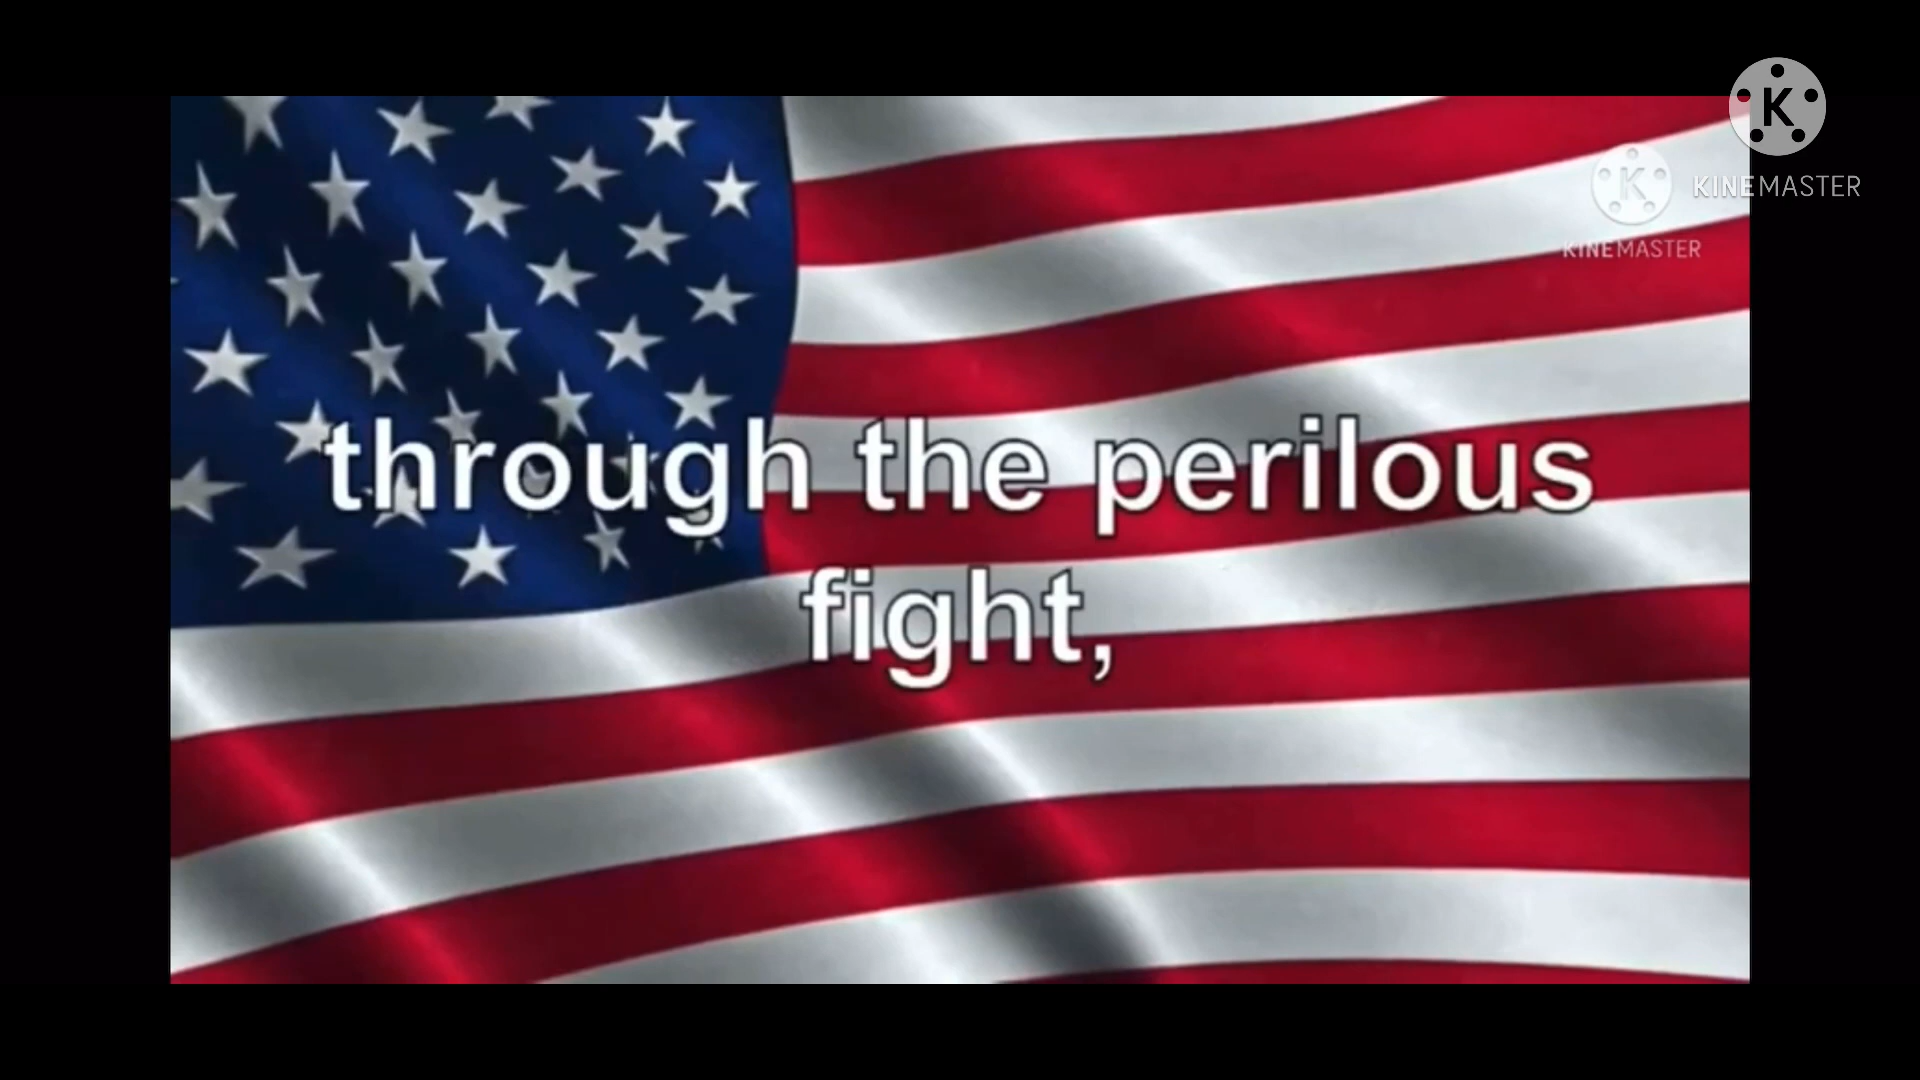 K
KINEMASTER
K
KINEMASTER
through the perilous
fight,